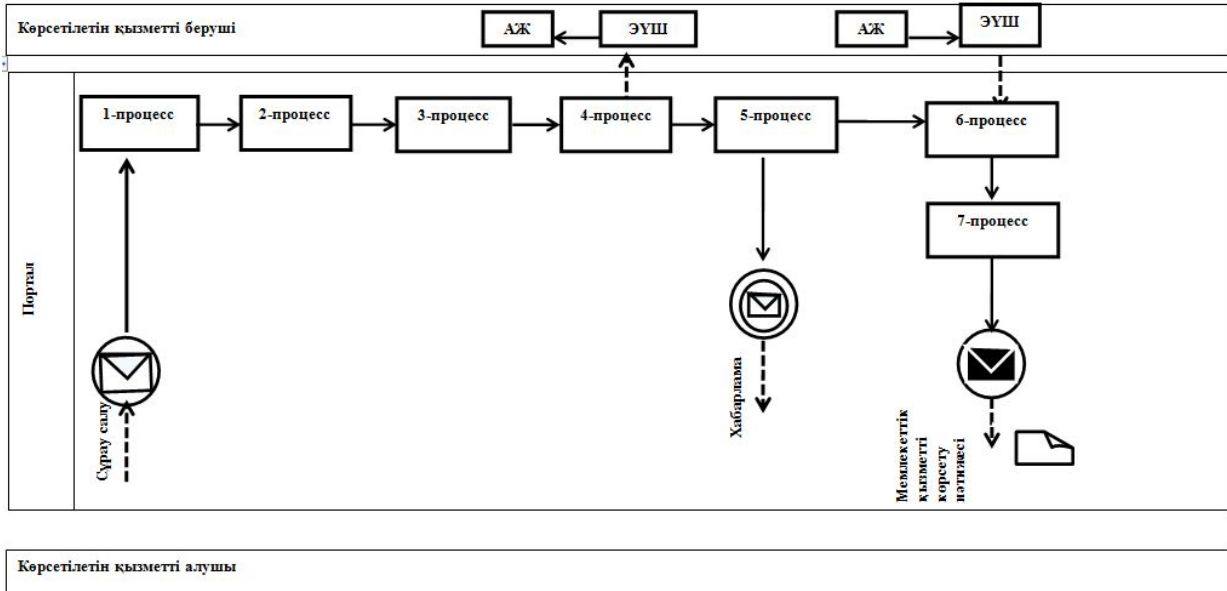 Көрсетілетін қызметті беруші
АЖ
ЭҮШ
АЖ
ЭҮШ
Портал
1-процесс
2-процесс
3-процесс
4-процесс
5-процесс
6-процесс
7-процесс
Сұрау салу
Хабарлама
Мемлекеттік
қызметті
көрсету
нәтижесі
Көрсетілетін қызметті алушы